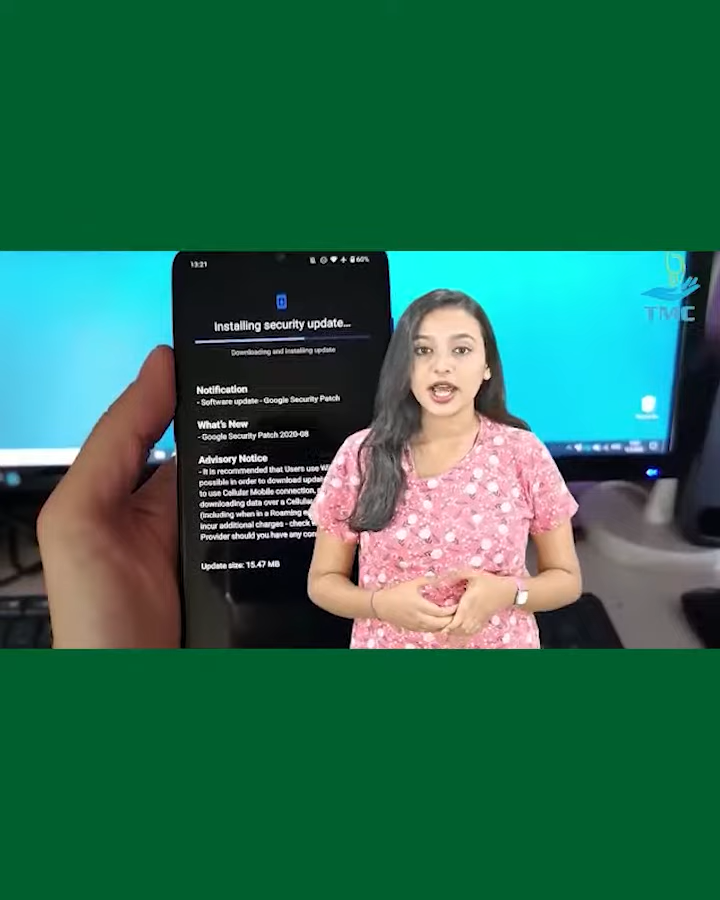 13:21
60%
Installing security update...
Downloading and installing update
Notification
- Software update - Google Security Patch
What's New
- Google Security Patch 2020-08
Advisory Notice
- It is recommended that Users use
possible in order to download
to use Cellular Mobile connection,
downloading data over a Cellular
(including when in a Roaming
incur additional charges - check
Provider should you have any
Update size: 15.47 MB
TMC